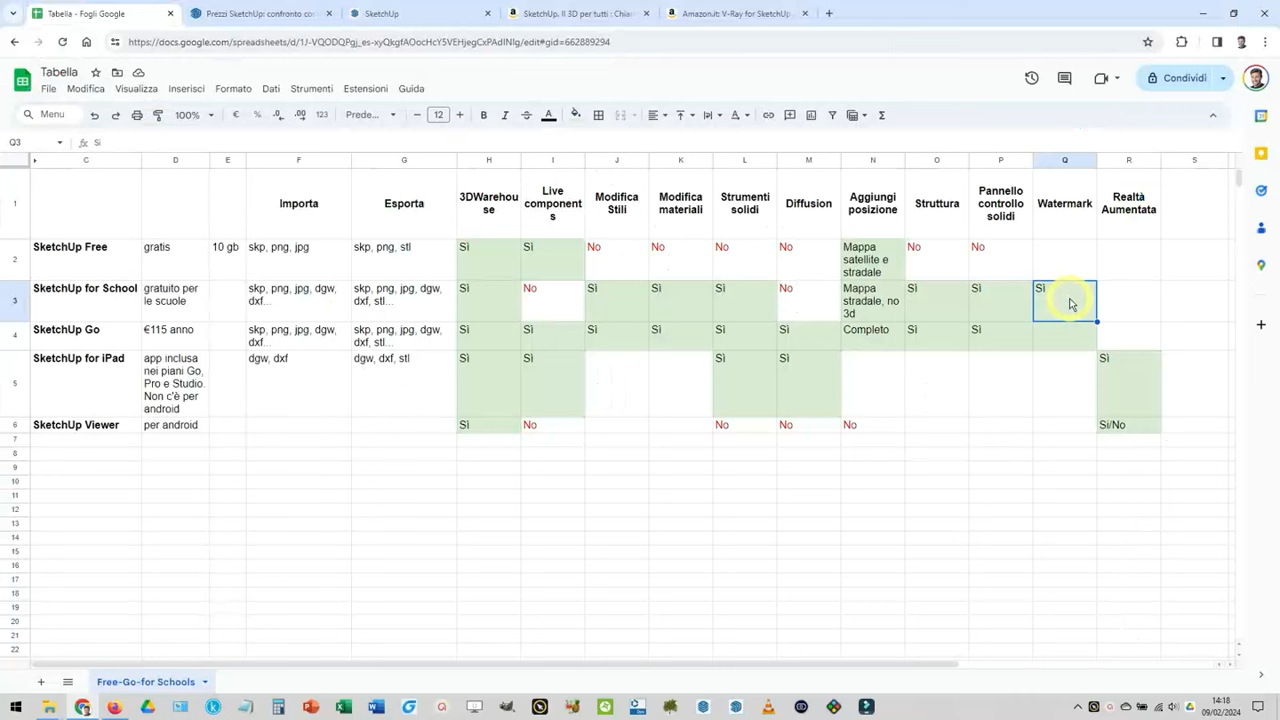 Tabella - Fogli Google
Prezzi SketchUp: confronto cos
SketchUp
SketchUp. Il 3D per tutti : Chiar
Amazon.it: V-Ray for SketchUp
https://docs.google.com/spreadsheets/d/1J-VQODQPgj_es-xyQkgfAOocHcY5VEHjegCxPAdINlg/edit#gid=662889294
Tabella
File Modifica Visualizza Inserisci Formato Dati Strumenti Estensioni Guida
Condividi
Menu 100% € % .0 .00 123 Prede... 12 B I A
Q3 fx Sì
C D E F G H I J K L M N O P Q R S
1 Importa Esporta 3DWarehou
se Live
component
s Modifica
Stili Modifica
materiali Strumenti
solidi Diffusion Aggiungi
posizione Struttura Pannello
controllo
solidi Watermark Realtà
Aumentata
2 SketchUp Free gratis 10 gb skp, png, jpg skp, png, stl Sì Sì No No No No Mappa
satellite e
stradale No No
3 SketchUp for School gratuito per
le scuole skp, png, jpg, dgw,
dxf... skp, png, jpg, dgw,
dxf, stl... Sì No Sì Sì Sì No Mappa
stradale, no
3d Sì Sì Sì
4 SketchUp Go €115 anno skp, png, jpg, dgw,
dxf... skp, png, jpg, dgw,
dxf, stl... Sì Sì Sì Sì Sì Sì Completo Sì Sì
5 SketchUp for iPad app inclusa
nei piani Go,
Pro e Studio.
Non c'è per
android dgw, dxf dgw, dxf, stl Sì Sì Sì Sì Sì
6 SketchUp Viewer per android Sì No No No No Si/No
7
8
9
10
11
12
13
14
15
16
17
18
19
20
21
22
Free-Go-for Schools
14:18
09/02/2024